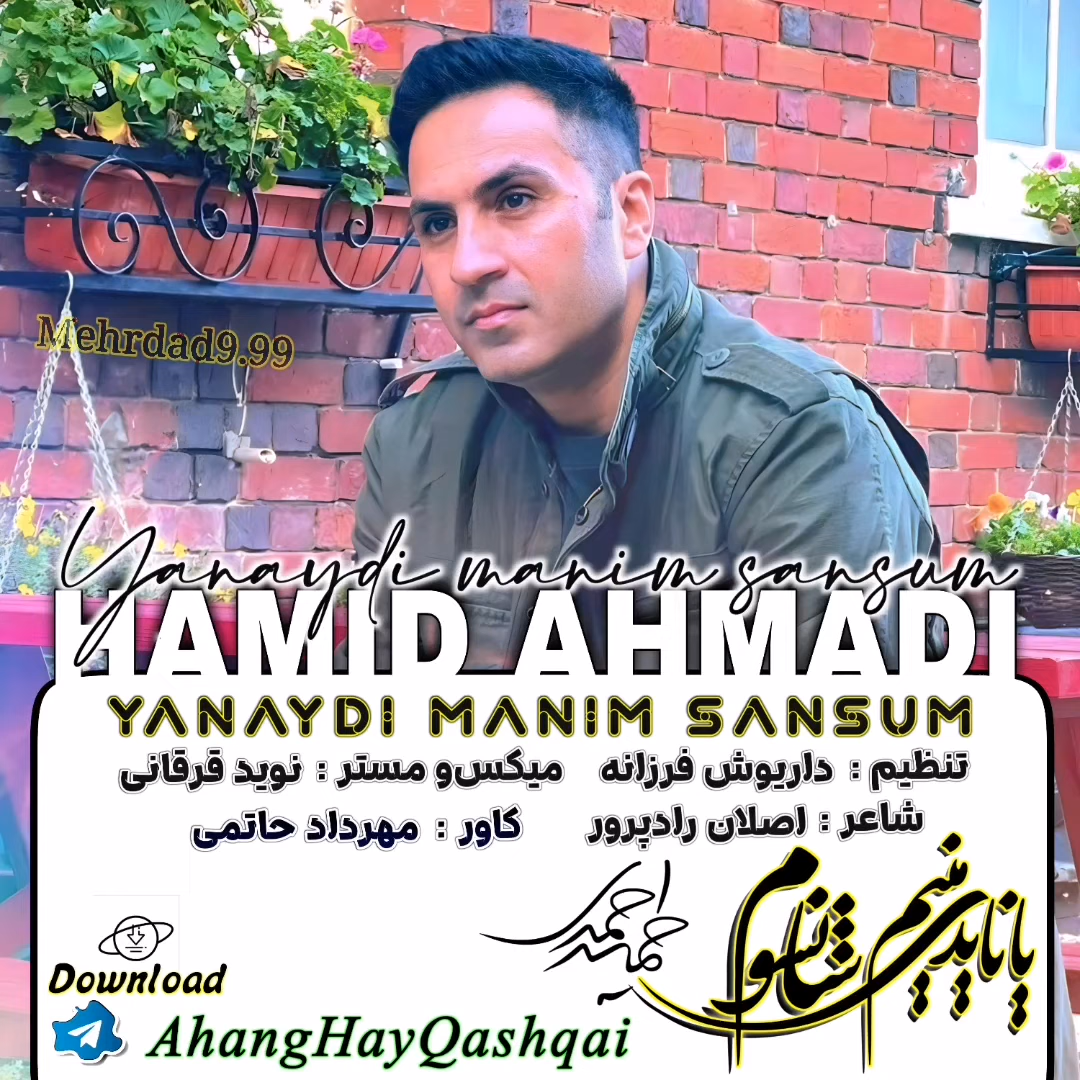 Mehrdad9.99
Yanaydi manim sansum
HAMID AHMADI
YANAYDI MANIM SANSUM
تنظیم : داریوش فرزانه میکس‌و مستر : نوید قرقانی
شاعر : اصلان رادپرور کاور : مهرداد حاتمی
یانایدی منیم شانسوم
حمید احمدی
Download
AhangHayQashqai